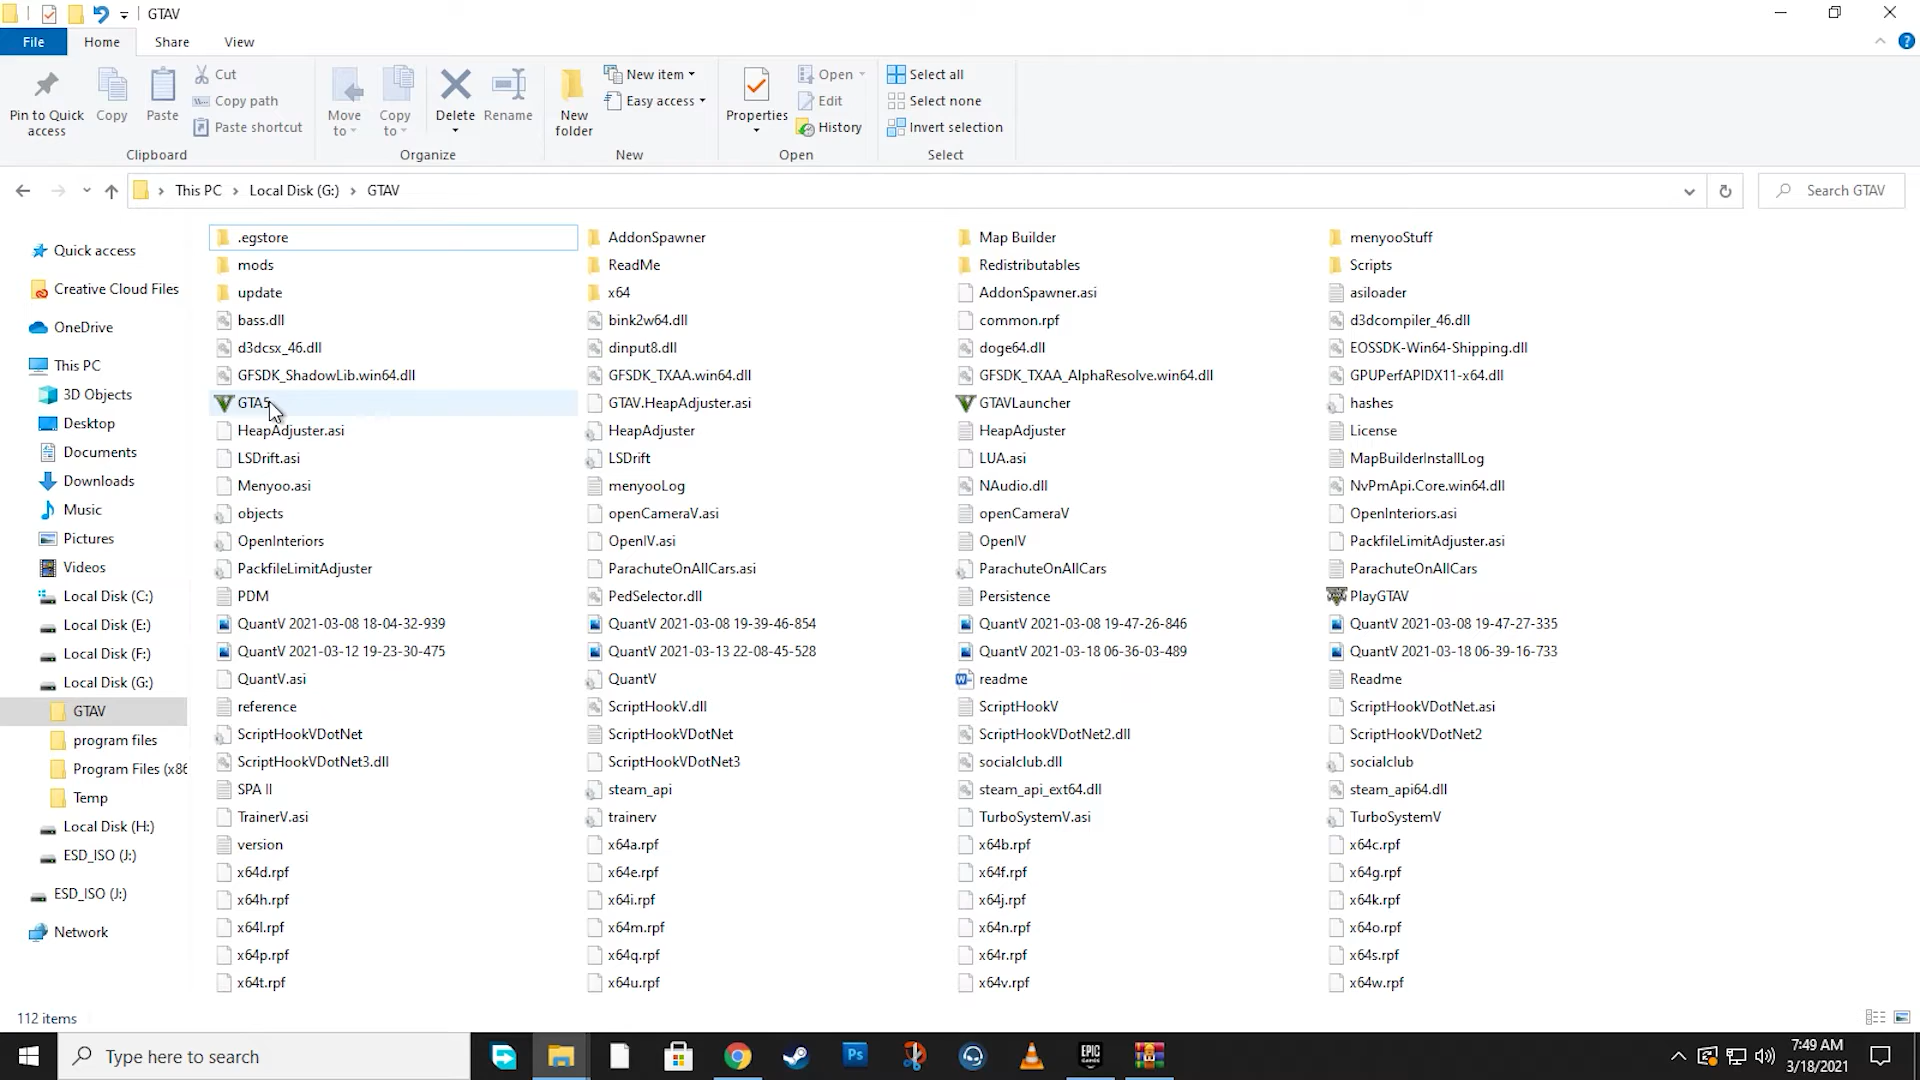 GTAV
File Home Share View
Pin to Quick access
Copy
Paste
Cut
Copy path
Paste shortcut
Move to
Copy to
Delete
Rename
New folder
New item
Easy access
Properties
Open
Edit
History
Select all
Select none
Invert selection
Clipboard Organize New Open Select
This PC Local Disk (G:) GTAV
Search GTAV
Quick access
Creative Cloud Files
OneDrive
This PC
3D Objects
Desktop
Documents
Downloads
Music
Pictures
Videos
Local Disk (C:)
Local Disk (E:)
Local Disk (F:)
Local Disk (G:)
GTAV
program files
Program Files (x86
Temp
Local Disk (H:)
ESD_ISO (J:)
ESD_ISO (J:)
Network
.egstore AddonSpawner Map Builder menyooStuff
mods ReadMe Redistributables Scripts
update x64 AddonSpawner.asi asiloader
bass.dll bink2w64.dll common.rpf d3dcompiler_46.dll
d3dcsx_46.dll dinput8.dll doge64.dll EOSSDK-Win64-Shipping.dll
GFSDK_ShadowLib.win64.dll GFSDK_TXAA.win64.dll GFSDK_TXAA_AlphaResolve.win64.dll GPUPerfAPIDX11-x64.dll
GTA5 GTAV.HeapAdjuster.asi GTAVLauncher hashes
HeapAdjuster.asi HeapAdjuster HeapAdjuster License
LSDrift.asi LSDrift LUA.asi MapBuilderInstallLog
Menyoo.asi menyooLog NAudio.dll NvPmApi.Core.win64.dll
objects openCameraV.asi openCameraV OpenInteriors.asi
OpenInteriors OpenIV.asi OpenIV PackfileLimitAdjuster.asi
PackfileLimitAdjuster ParachuteOnAllCars.asi ParachuteOnAllCars ParachuteOnAllCars
PDM PedSelector.dll Persistence PlayGTAV
QuantV 2021-03-08 18-04-32-939 QuantV 2021-03-08 19-39-46-854 QuantV 2021-03-08 19-47-26-846 QuantV 2021-03-08 19-47-27-335
QuantV 2021-03-12 19-23-30-475 QuantV 2021-03-13 22-08-45-528 QuantV 2021-03-18 06-36-03-489 QuantV 2021-03-18 06-39-16-733
QuantV.asi QuantV readme Readme
reference ScriptHookV.dll ScriptHookV ScriptHookVDotNet.asi
ScriptHookVDotNet ScriptHookVDotNet ScriptHookVDotNet2.dll ScriptHookVDotNet2
ScriptHookVDotNet3.dll ScriptHookVDotNet3 socialclub.dll socialclub
SPA II steam_api steam_api_ext64.dll steam_api64.dll
TrainerV.asi trainerv TurboSystemV.asi TurboSystemV
version x64a.rpf x64b.rpf x64c.rpf
x64d.rpf x64e.rpf x64f.rpf x64g.rpf
x64h.rpf x64i.rpf x64j.rpf x64k.rpf
x64l.rpf x64m.rpf x64n.rpf x64o.rpf
x64p.rpf x64q.rpf x64r.rpf x64s.rpf
x64t.rpf x64u.rpf x64v.rpf x64w.rpf
112 items
Type here to search
Ps
EPIC GAMES
7:49 AM
3/18/2021